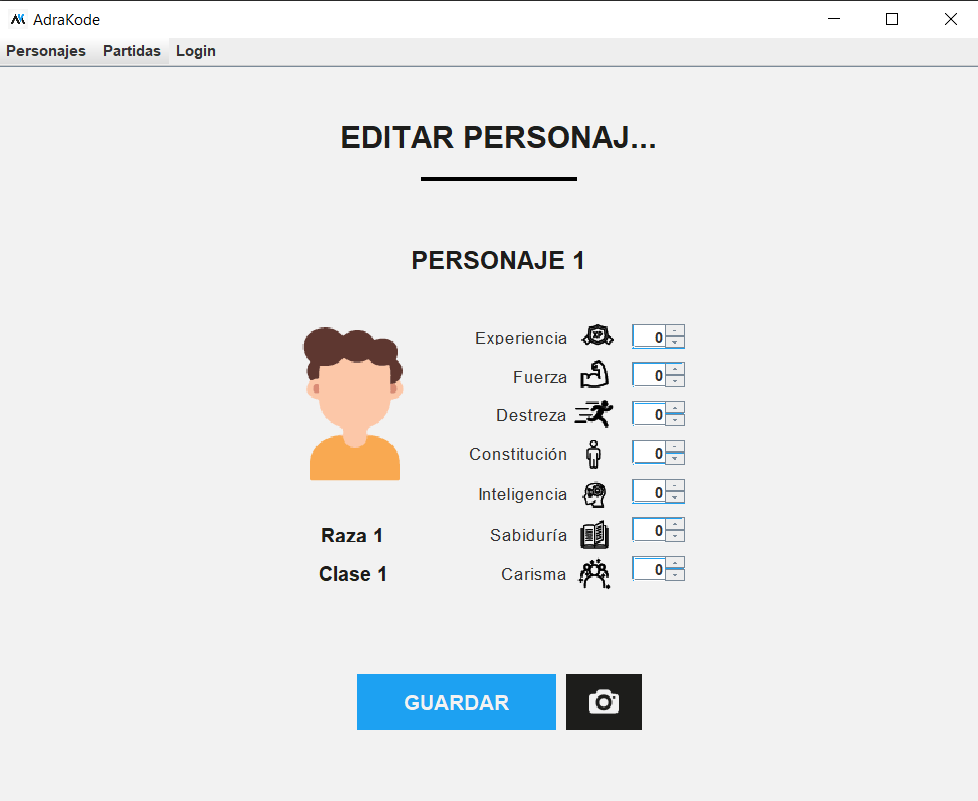 AdraKode
Personajes Partidas Login
EDITAR PERSONAJ...
PERSONAJE 1
Experiencia 0
Fuerza 0
Destreza 0
Constitución 0
Inteligencia 0
Sabiduría 0
Carisma 0
Raza 1
Clase 1
GUARDAR